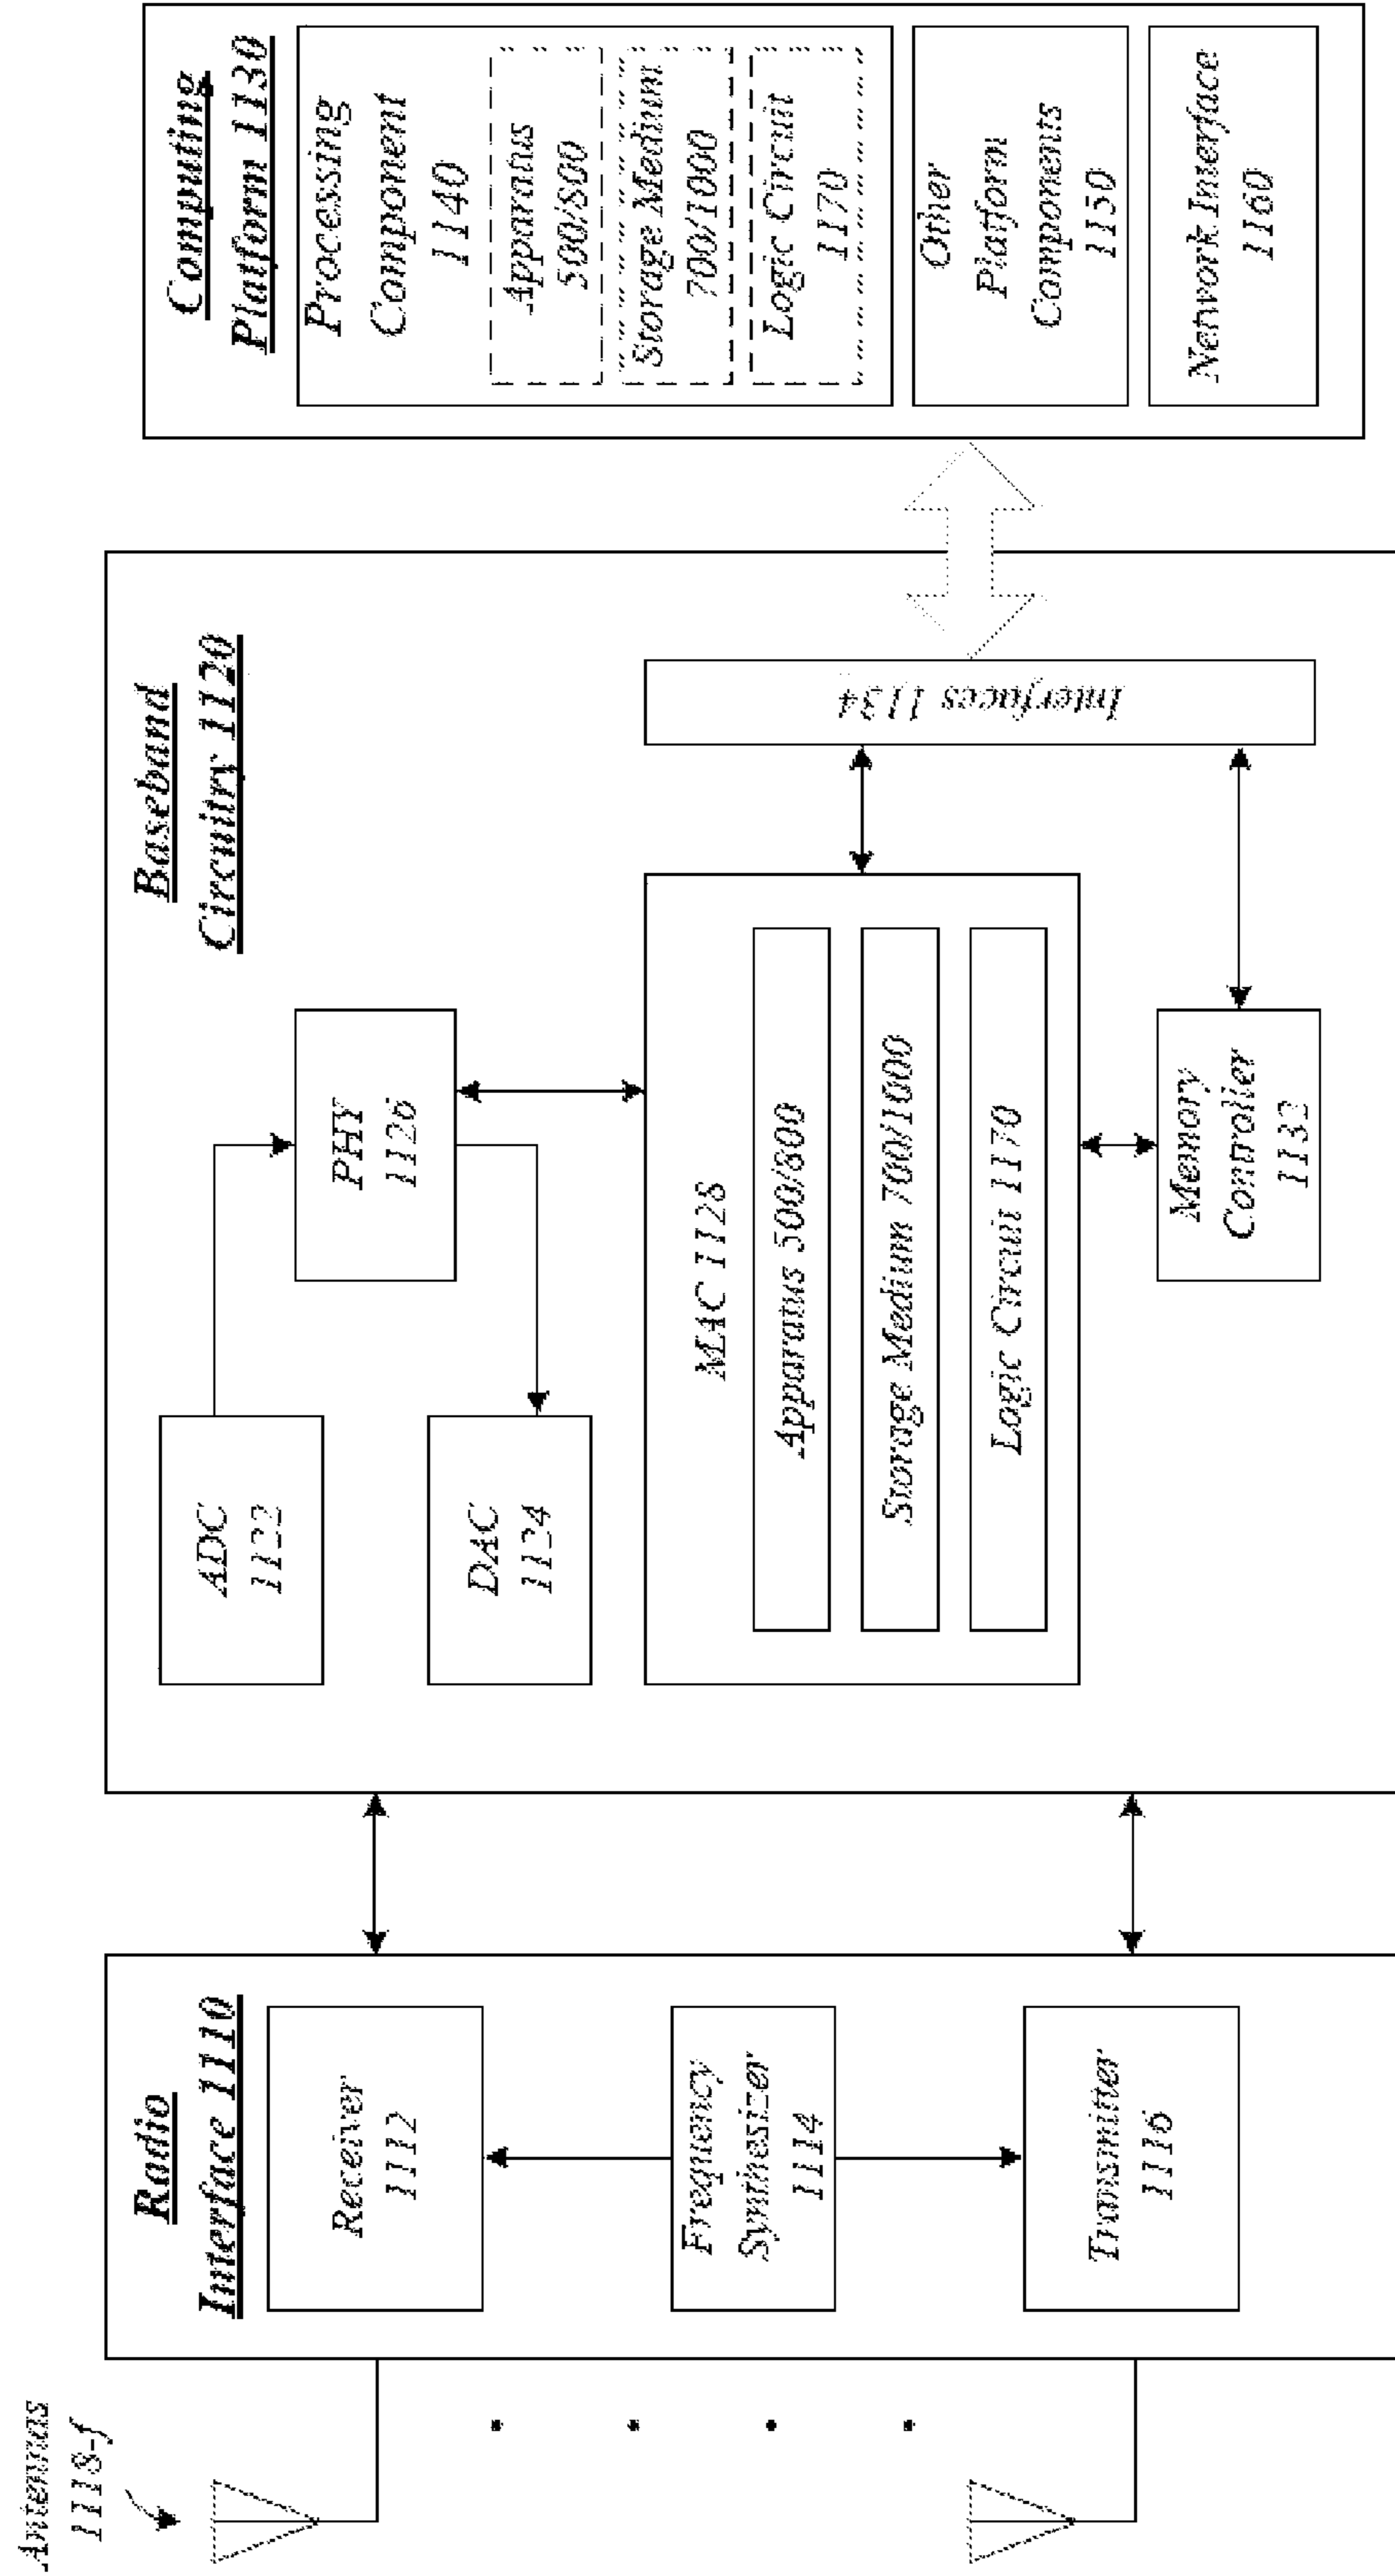 Antennas
1118-f
Radio
Interface 1110
Receiver
1112
Frequency
Synthesizer
1114
Transmitter
1116
Baseband
Circuitry 1120
ADC
1122
DAC
1124
PHY
1126
MAC 1128
Apparatus 500/800
Storage Medium 700/1000
Logic Circuit 1170
Memory
Controller
1132
Interfaces 1134
Computing
Platform 1130
Processing
Component
1140
Apparatus
500/800
Storage Medium
700/1000
Logic Circuit
1170
Other
Platform
Components
1150
Network Interface
1160